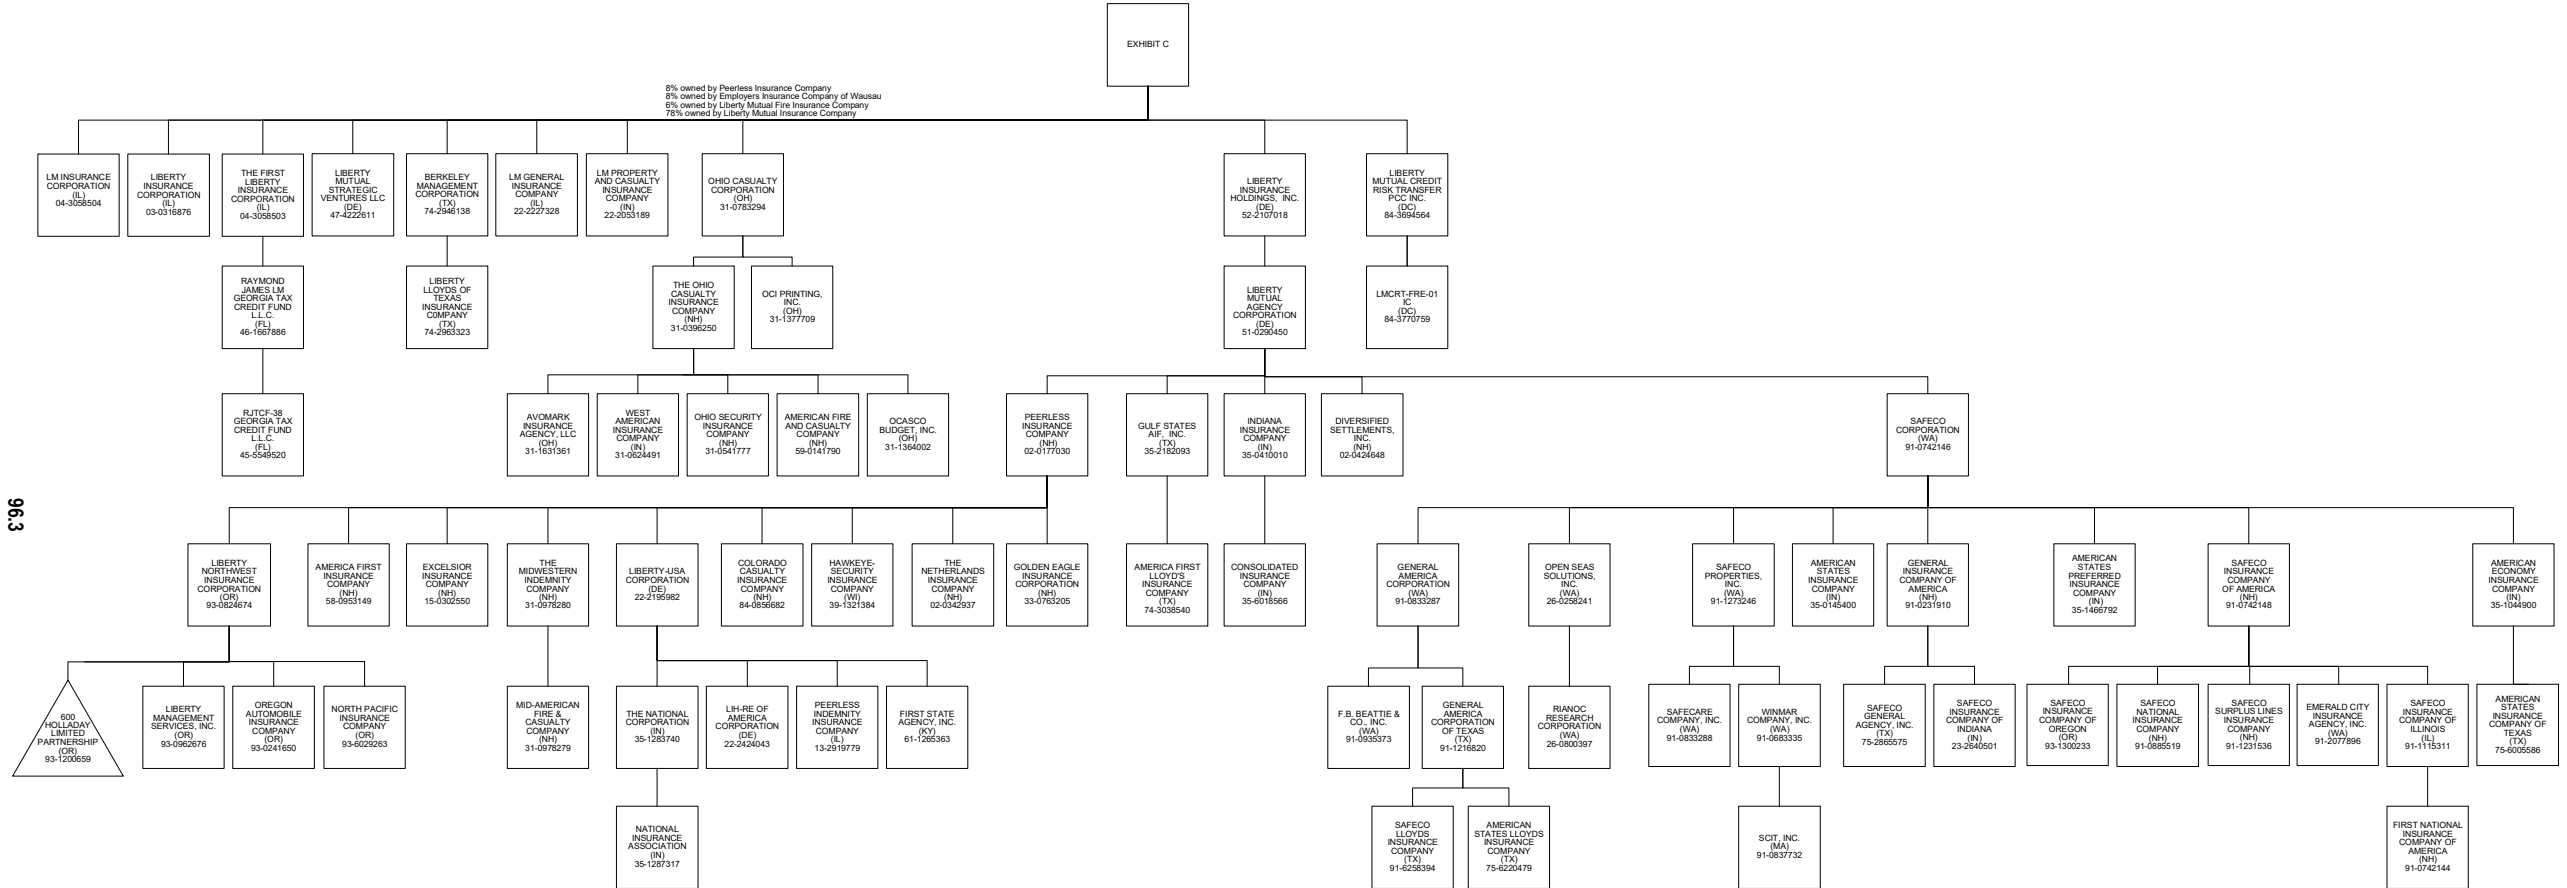 EXHIBIT C
8% owned by Peerless Insurance Company
8% owned by Employers Insurance Company of Wausau
6% owned by Liberty Mutual Fire Insurance Company
78% owned by Liberty Mutual Insurance Company
LM INSURANCE
CORPORATION
(IL)
04-3058504
LIBERTY
INSURANCE
CORPORATION
(IL)
03-0316876
THE FIRST
LIBERTY
INSURANCE
CORPORATION
(IL)
04-3058503
LIBERTY
MUTUAL
STRATEGIC
VENTURES LLC
(DE)
47-4222611
BERKELEY
MANAGEMENT
CORPORATION
(TX)
74-2946138
LM GENERAL
INSURANCE
COMPANY
(IL)
22-2227328
LM PROPERTY
AND CASUALTY
INSURANCE
COMPANY
(IN)
22-2053189
OHIO CASUALTY
CORPORATION
(OH)
31-0783294
LIBERTY
INSURANCE
HOLDINGS, INC.
(DE)
52-2107018
LIBERTY
MUTUAL CREDIT
RISK TRANSFER
PCC INC.
(DC)
84-3694564
RAYMOND
JAMES LM
GEORGIA TAX
CREDIT FUND
L.L.C.
(FL)
46-1667886
LIBERTY
LLOYDS OF
TEXAS
INSURANCE
COMPANY
(TX)
74-2963323
THE OHIO
CASUALTY
INSURANCE
COMPANY
(NH)
31-0396250
OCI PRINTING,
INC.
(OH)
31-1377709
LIBERTY
MUTUAL
AGENCY
CORPORATION
(DE)
51-0290450
LMCRT-FRE-01
IC
(DC)
84-3770759
RJTCF-38
GEORGIA TAX
CREDIT FUND
L.L.C.
(FL)
45-5549520
AVOMARK
INSURANCE
AGENCY, LLC
(OH)
31-1631361
WEST
AMERICAN
INSURANCE
COMPANY
(IN)
31-0624491
OHIO SECURITY
INSURANCE
COMPANY
(NH)
31-0541777
AMERICAN FIRE
AND CASUALTY
COMPANY
(NH)
59-0141790
OCASCO
BUDGET, INC.
(OH)
31-1364002
PEERLESS
INSURANCE
COMPANY
(NH)
02-0177030
GULF STATES
AIF, INC.
(TX)
35-2182093
INDIANA
INSURANCE
COMPANY
(IN)
35-0410010
DIVERSIFIED
SETTLEMENTS,
INC.
(NH)
02-0424648
SAFECO
CORPORATION
(WA)
91-0742146
96.3
LIBERTY
NORTHWEST
INSURANCE
CORPORATION
(OR)
93-0824674
AMERICA FIRST
INSURANCE
COMPANY
(NH)
58-0953149
EXCELSIOR
INSURANCE
COMPANY
(NH)
15-0302550
THE
MIDWESTERN
INDEMNITY
COMPANY
(NH)
31-0978280
LIBERTY-USA
CORPORATION
(DE)
22-2195982
COLORADO
CASUALTY
INSURANCE
COMPANY
(NH)
84-0856682
HAWKEYE-
SECURITY
INSURANCE
COMPANY
(WI)
39-1321384
THE
NETHERLANDS
INSURANCE
COMPANY
(NH)
02-0342937
GOLDEN EAGLE
INSURANCE
CORPORATION
(NH)
33-0763205
AMERICA FIRST
LLOYD'S
INSURANCE
COMPANY
(TX)
74-3038540
CONSOLIDATED
INSURANCE
COMPANY
(IN)
35-6018566
GENERAL
AMERICA
CORPORATION
(WA)
91-0833287
OPEN SEAS
SOLUTIONS,
INC.
(WA)
26-0258241
SAFECO
PROPERTIES,
INC.
(WA)
91-1273246
AMERICAN
STATES
INSURANCE
COMPANY
(IN)
35-0145400
GENERAL
INSURANCE
COMPANY OF
AMERICA
(NH)
91-0231910
AMERICAN
STATES
PREFERRED
INSURANCE
COMPANY
(IN)
35-1466792
SAFECO
INSURANCE
COMPANY
OF AMERICA
(NH)
91-0742148
AMERICAN
ECONOMY
INSURANCE
COMPANY
(IN)
35-1044900
600
HOLLADAY
LIMITED
PARTNERSHIP
(OR)
93-1200659
LIBERTY
MANAGEMENT
SERVICES, INC.
(OR)
93-0962676
OREGON
AUTOMOBILE
INSURANCE
COMPANY
(OR)
93-0241650
NORTH PACIFIC
INSURANCE
COMPANY
(OR)
93-6029263
MID-AMERICAN
FIRE &
CASUALTY
COMPANY
(NH)
31-0978279
THE NATIONAL
CORPORATION
(IN)
35-1283740
LIH-RE OF
AMERICA
CORPORATION
(DE)
22-2424043
PEERLESS
INDEMNITY
INSURANCE
COMPANY
(IL)
13-2919779
FIRST STATE
AGENCY, INC.
(KY)
61-1265363
F.B. BEATTIE &
CO., INC.
(WA)
91-0935373
GENERAL
AMERICA
CORPORATION
OF TEXAS
(TX)
91-1216820
RIANOC
RESEARCH
CORPORATION
(WA)
26-0800397
SAFECARE
COMPANY, INC.
(WA)
91-0833288
WINMAR
COMPANY, INC.
(WA)
91-0683335
SAFECO
GENERAL
AGENCY, INC.
(TX)
75-2865575
SAFECO
INSURANCE
COMPANY OF
INDIANA
(IN)
23-2640501
SAFECO
INSURANCE
COMPANY OF
OREGON
(OR)
93-1300233
SAFECO
NATIONAL
INSURANCE
COMPANY
(NH)
91-0885519
SAFECO
SURPLUS LINES
INSURANCE
COMPANY
(NH)
91-1231536
EMERALD CITY
INSURANCE
AGENCY, INC.
(WA)
91-2077896
SAFECO
INSURANCE
COMPANY OF
ILLINOIS
(IL)
91-1115311
AMERICAN
STATES
INSURANCE
COMPANY OF
TEXAS
(TX)
75-6005586
NATIONAL
INSURANCE
ASSOCIATION
(IN)
35-1287317
SAFECO
LLOYDS
INSURANCE
COMPANY
(TX)
91-6258394
AMERICAN
STATES LLOYDS
INSURANCE
COMPANY
(TX)
75-6220479
SCIT, INC.
(MA)
91-0837732
FIRST NATIONAL
INSURANCE
COMPANY OF
AMERICA
(NH)
91-0742144